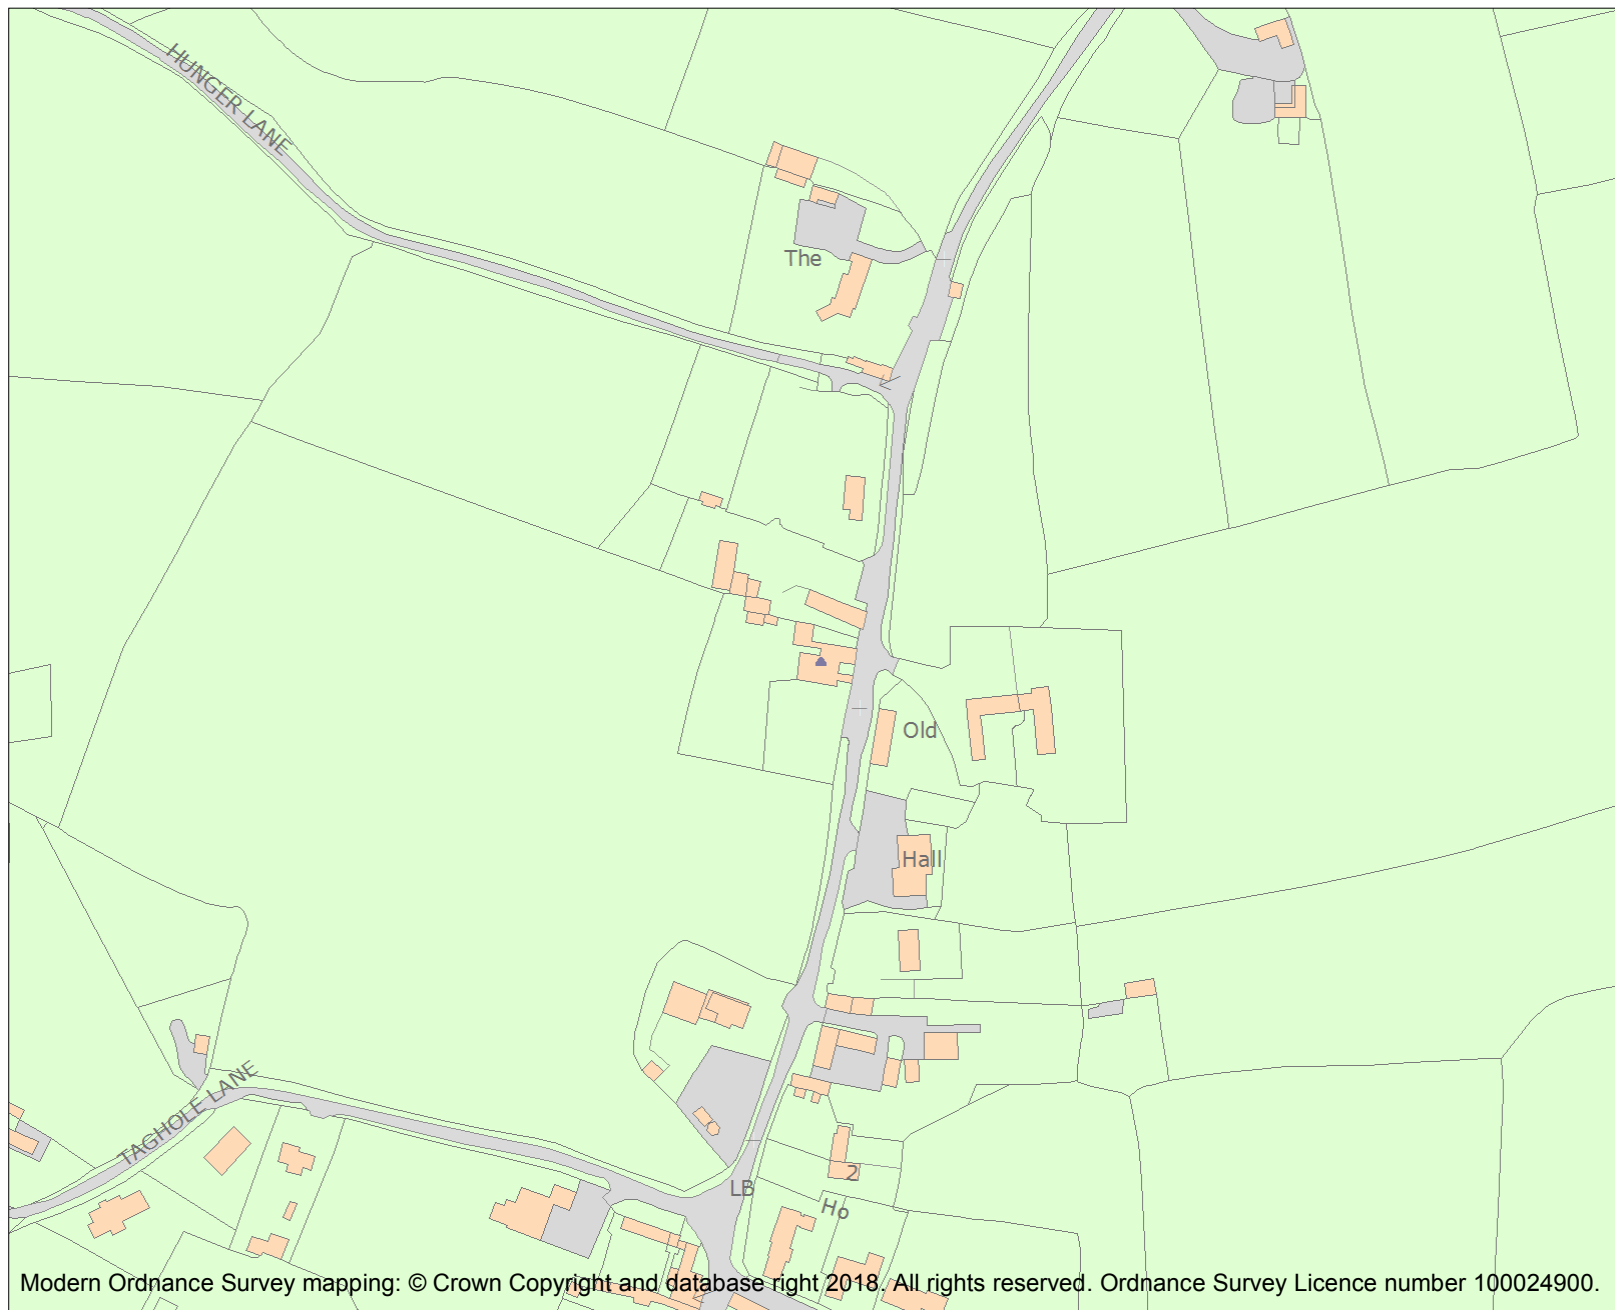 HUNGER LANE
The
Old
Hall
TAGHOLE LANE
2
LB
Ho
Modern Ordnance Survey mapping: © Crown Copyright and database right 2018. All rights reserved. Ordnance Survey Licence number 100024900.